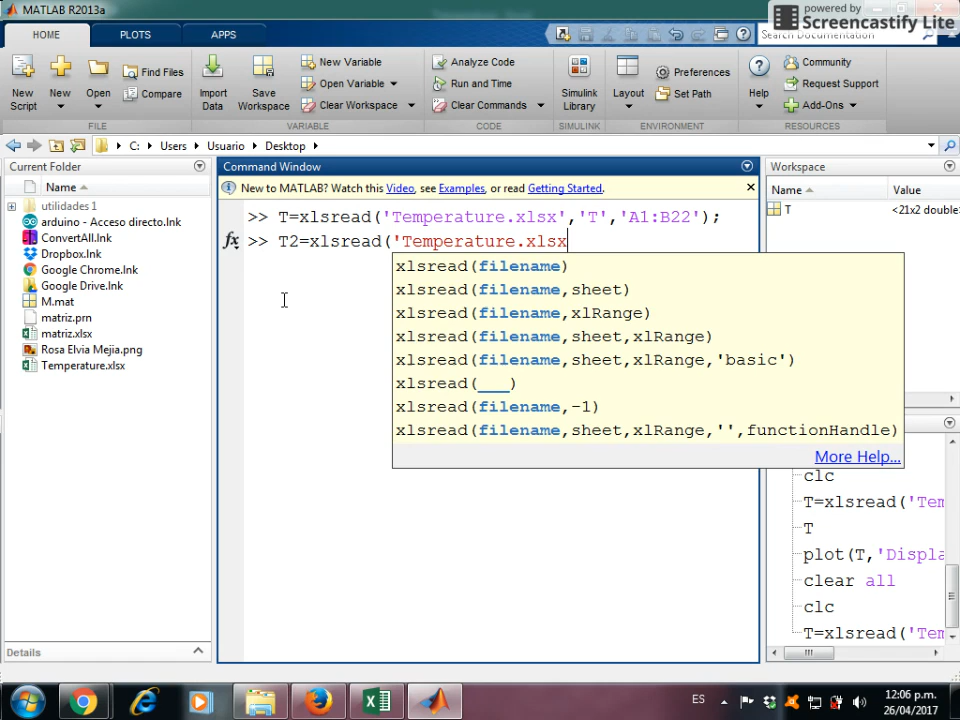 MATLAB R2013a
powered by
Screencastify Lite
HOME
PLOTS
APPS
Search Documentation
New Script
New
Open
Find Files
Compare
Import Data
Save Workspace
New Variable
Open Variable
Clear Workspace
Analyze Code
Run and Time
Clear Commands
Simulink Library
Layout
Preferences
Set Path
Help
Community
Request Support
Add-Ons
FILE
VARIABLE
CODE
SIMULINK
ENVIRONMENT
RESOURCES
C: ▸ Users ▸ Usuario ▸ Desktop ▸
Current Folder
Name
utilidades 1
arduino - Acceso directo.lnk
ConvertAll.lnk
Dropbox.lnk
Google Chrome.lnk
Google Drive.lnk
M.mat
matriz.prn
matriz.xlsx
Rosa Elvia Mejia.png
Temperature.xlsx
Details
Command Window
New to MATLAB? Watch this Video, see Examples, or read Getting Started.
>> T=xlsread('Temperature.xlsx','T','A1:B22');
fx >> T2=xlsread('Temperature.xlsx
xlsread(filename)
xlsread(filename,sheet)
xlsread(filename,xlRange)
xlsread(filename,sheet,xlRange)
xlsread(filename,sheet,xlRange,'basic')
xlsread(___)
xlsread(filename,-1)
xlsread(filename,sheet,xlRange,'',functionHandle)
More Help...
Workspace
Name Value
T <21x2 double>
clc
T=xlsread('Tem
T
plot(T,'Displa
clear all
clc
T=xlsread('Tem
ES
12:06 p.m.
26/04/2017